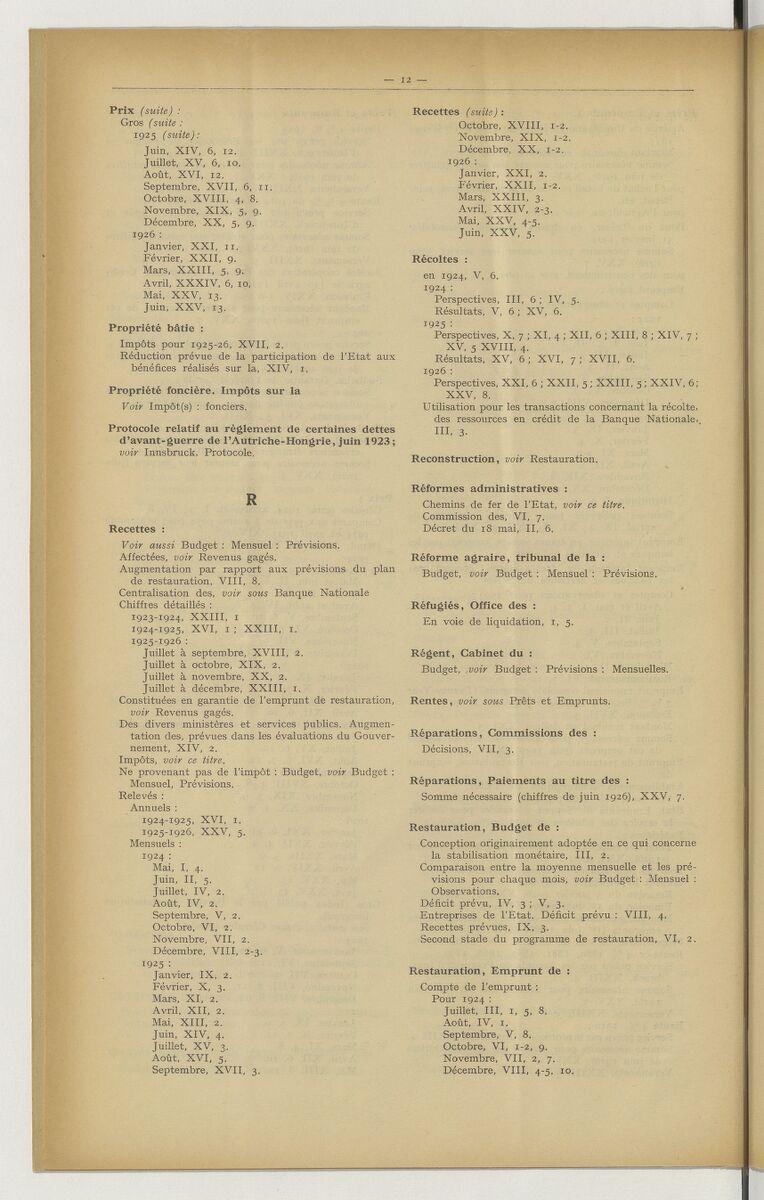 — 12 —
Prix (suite) :
Gros (suite :
1925 (suite):
Juin, XIV, 6, 12.
Juillet, XV, 6, 10.
Août, XVI, 12.
Septembre, XVII, 6, 11.
Octobre, XVIII, 4, 8.
Novembre, XIX, 5, 9.
Décembre, XX, 5, 9.
1926 :
Janvier, XXI, 11.
Février, XXII, 9.
Mars, XXIII, 5, 9.
Avril, XXXIV, 6, 10.
Mai, XXV, 13.
Juin, XXV, 13.
Propriété bâtie :
Impôts pour 1925-26, XVII, 2.
Réduction prévue de la participation de l'Etat aux
bénéfices réalisés sur la, XIV, 1.
Propriété foncière. Impôts sur la
Voir Impôt(s) : fonciers.
Protocole relatif au règlement de certaines dettes
d'avant-guerre de l'Autriche-Hongrie, juin 1923;
voir Innsbruck. Protocole.
R
Recettes :
Voir aussi Budget : Mensuel : Prévisions.
Affectées, voir Revenus gagés.
Augmentation par rapport aux prévisions du plan
de restauration, VIII, 8.
Centralisation des, voir sous Banque Nationale
Chiffres détaillés :
1923-1924, XXIII, 1
1924-1925, XVI, 1 ; XXIII, 1.
1925-1926 :
Juillet à septembre, XVIII, 2.
Juillet à octobre, XIX, 2.
Juillet à novembre, XX, 2.
Juillet à décembre, XXIII, 1.
Constituées en garantie de l'emprunt de restauration,
voir Revenus gagés.
Des divers ministères et services publics. Augmen-
tation des, prévues dans les évaluations du Gouver-
nement, XIV, 2.
Impôts, voir ce titre.
Ne provenant pas de l'impôt : Budget, voir Budget :
Mensuel, Prévisions.
Relevés :
Annuels :
1924-1925, XVI, 1.
1925-1926, XXV, 5.
Mensuels :
1924 :
Mai, I, 4.
Juin, II, 5.
Juillet, IV, 2.
Août, IV, 2.
Septembre, V, 2.
Octobre, VI, 2.
Novembre, VII, 2.
Décembre, VIII, 2-3.
1925 :
Janvier, IX, 2.
Février, X, 3.
Mars, XI, 2.
Avril, XII, 2.
Mai, XIII, 2.
Juin, XIV, 4.
Juillet, XV, 3.
Août, XVI, 5.
Septembre, XVII, 3.
Recettes (suite) :
Octobre, XVIII, 1-2.
Novembre, XIX, 1-2.
Décembre, XX, 1-2.
1926 :
Janvier, XXI, 2.
Février, XXII, 1-2.
Mars, XXIII, 3.
Avril, XXIV, 2-3.
Mai, XXV, 4-5.
Juin, XXV, 5.
Récoltes :
en 1924, V, 6.
1924 :
Perspectives, III, 6 ; IV, 5.
Résultats, V, 6 ; XV, 6.
1925 :
Perspectives, X, 7 ; XI, 4 ; XII, 6 ; XIII, 8 ; XIV, 7 ;
XV, 5 XVIII, 4.
Résultats, XV, 6 ; XVI, 7 ; XVII, 6.
1926 :
Perspectives, XXI, 6 ; XXII, 5 ; XXIII, 5 ; XXIV, 6;
XXV, 8.
Utilisation pour les transactions concernant la récolte,
des ressources en crédit de la Banque Nationale,
III, 3.
Reconstruction, voir Restauration.
Réformes administratives :
Chemins de fer de l'Etat, voir ce titre.
Commission des, VI, 7.
Décret du 18 mai, II, 6.
Réforme agraire, tribunal de la :
Budget, voir Budget : Mensuel : Prévisions.
Réfugiés, Office des :
En voie de liquidation, 1, 5.
Régent, Cabinet du :
Budget, voir Budget : Prévisions : Mensuelles.
Rentes, voir sous Prêts et Emprunts.
Réparations, Commissions des :
Décisions, VII, 3.
Réparations, Paiements au titre des :
Somme nécessaire (chiffres de juin 1926), XXV, 7.
Restauration, Budget de :
Conception originairement adoptée en ce qui concerne
la stabilisation monétaire, III, 2.
Comparaison entre la moyenne mensuelle et les pré-
visions pour chaque mois, voir Budget : Mensuel :
Observations.
Déficit prévu, IV, 3 ; V, 3.
Entreprises de l'Etat. Déficit prévu : VIII, 4.
Recettes prévues, IX, 3.
Second stade du programme de restauration, VI, 2.
Restauration, Emprunt de :
Compte de l'emprunt :
Pour 1924 :
Juillet, III, 1, 5, 8.
Août, IV, 1.
Septembre, V, 8.
Octobre, VI, 1-2, 9.
Novembre, VII, 2, 7.
Décembre, VIII, 4-5, 10.